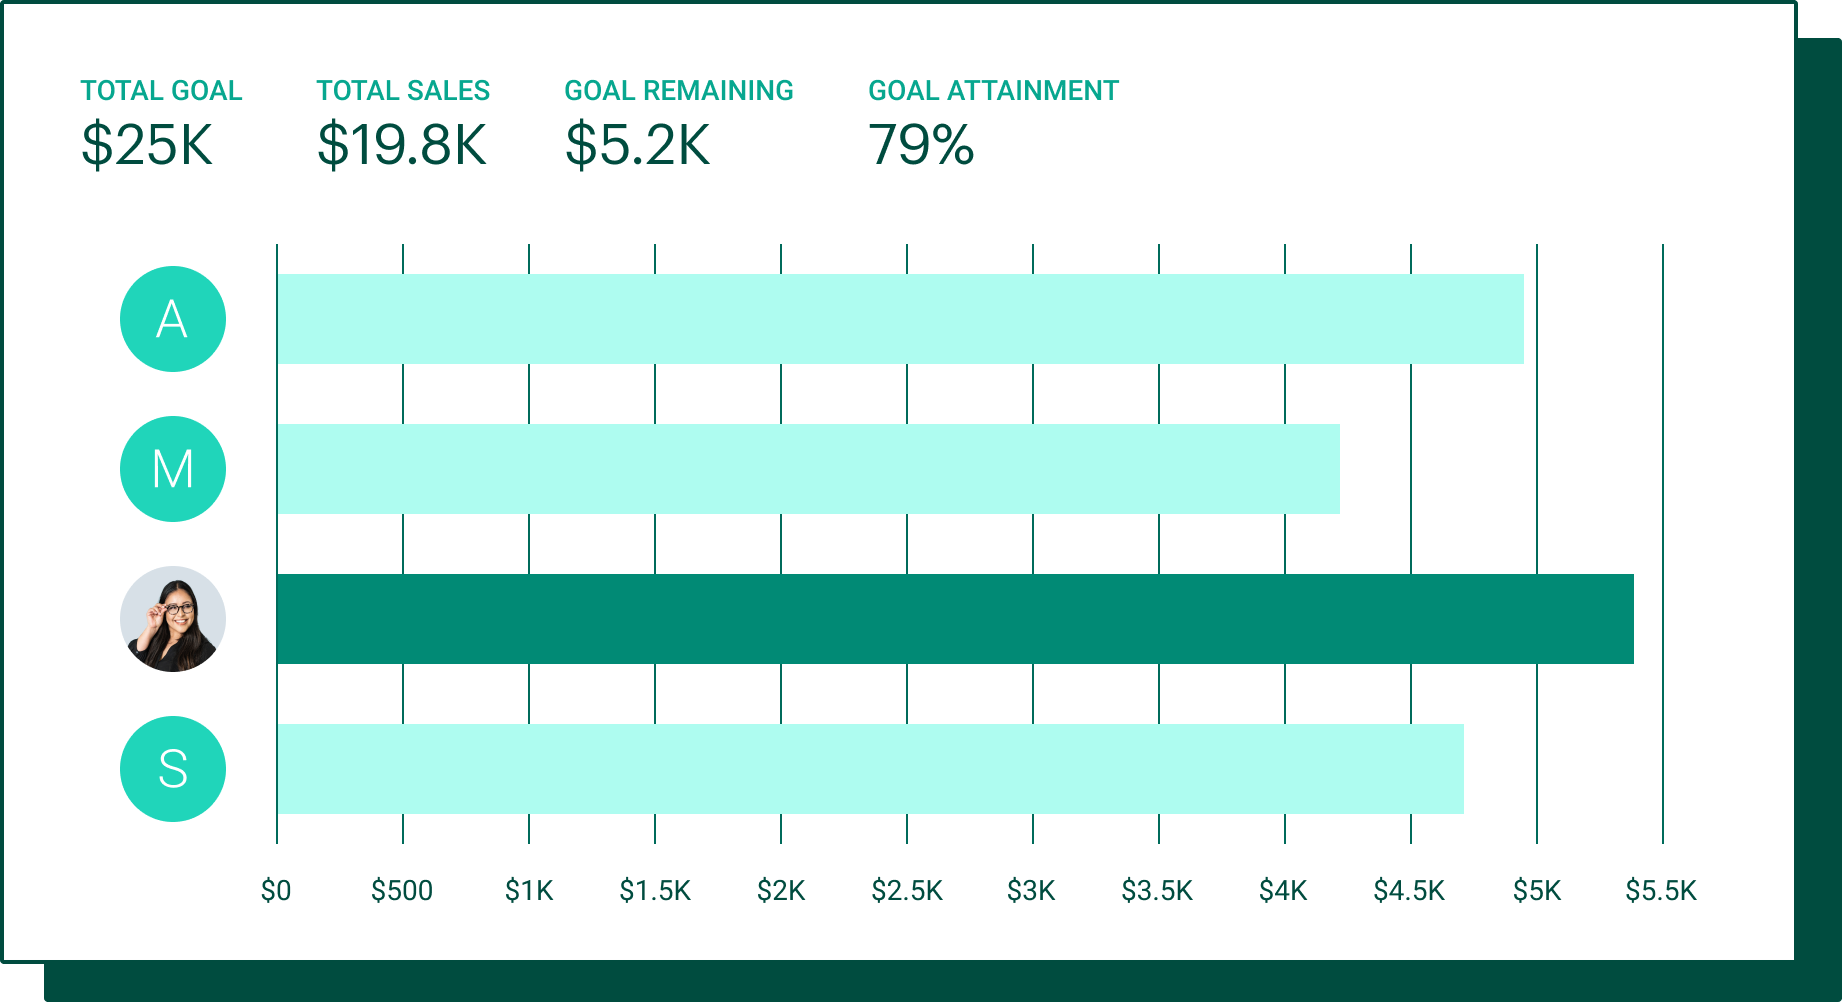 TOTAL GOAL TOTAL SALES GOAL REMAINING GOAL ATTAINMENT
$25K $19.8K $5.2K 79%
A
M
S
$0 $500 $1K $1.5K $2K $2.5K $3K $3.5K $4K $4.5K $5K $5.5K